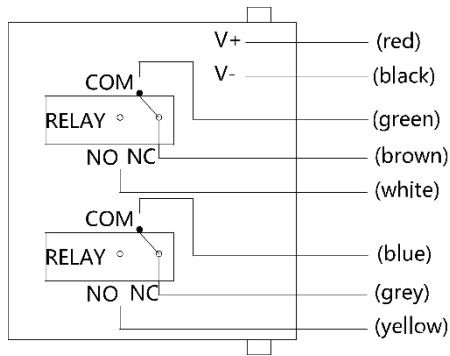 V+ (red)
V- (black)
COM (green)
RELAY
NO NC (brown)
(white)
COM
(blue)
RELAY
NO NC (grey)
(yellow)